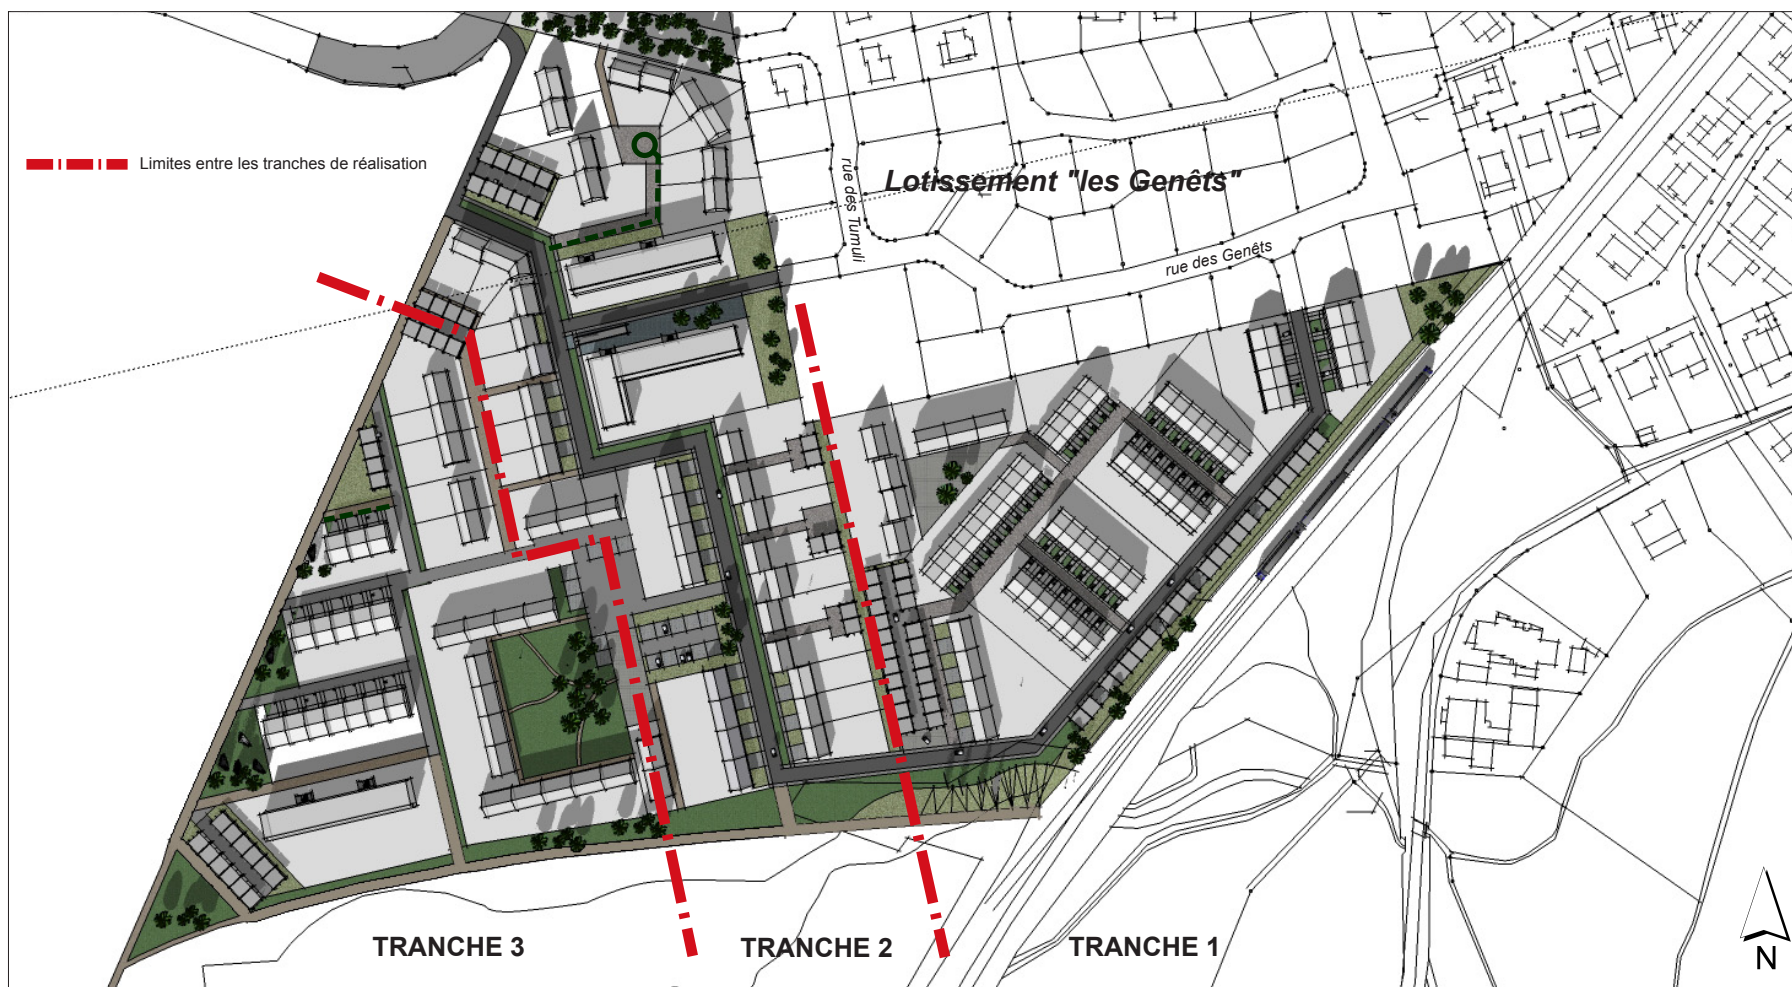 Limites entre les tranches de réalisation
Lotissement "les Genêts"
rue des Tumuli
rue des Genêts
TRANCHE 3
TRANCHE 2
TRANCHE 1
N